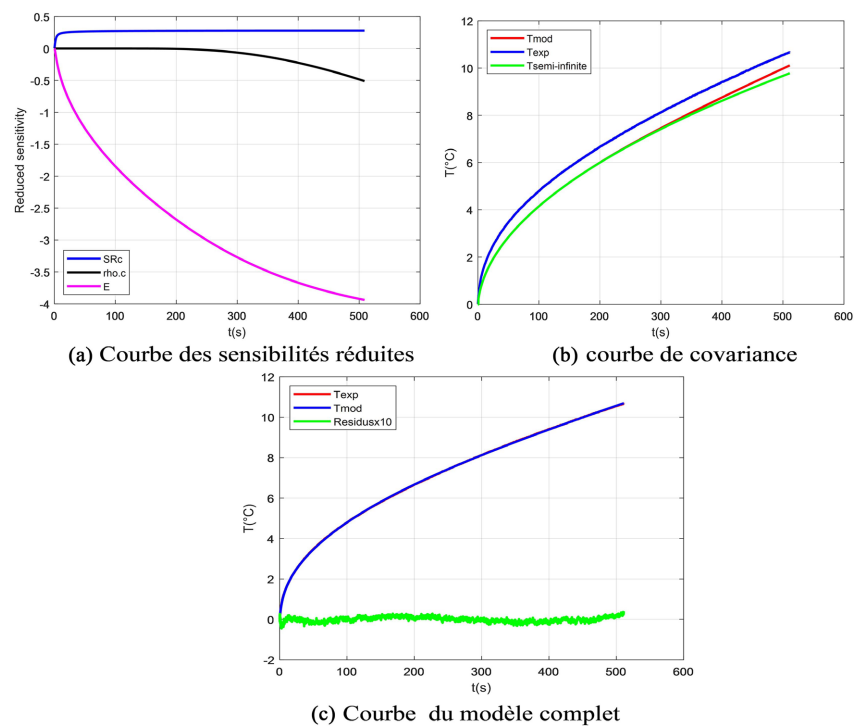 0.5
0
-0.5
-1
-1.5
-2
-2.5
-3
-3.5
-4
Reduced sensitivity
SRc
rho.c
E
0 100 200 300 400 500 600
t(s)
(a) Courbe des sensibilités réduites
12
10
8
6
4
2
0
T(°C)
Tmod
Texp
Tsemi-infinite
0 100 200 300 400 500 600
t(s)
(b) courbe de covariance
12
10
8
6
4
2
0
-2
T(°C)
Texp
Tmod
Residusx10
0 100 200 300 400 500 600
t(s)
(c) Courbe du modèle complet